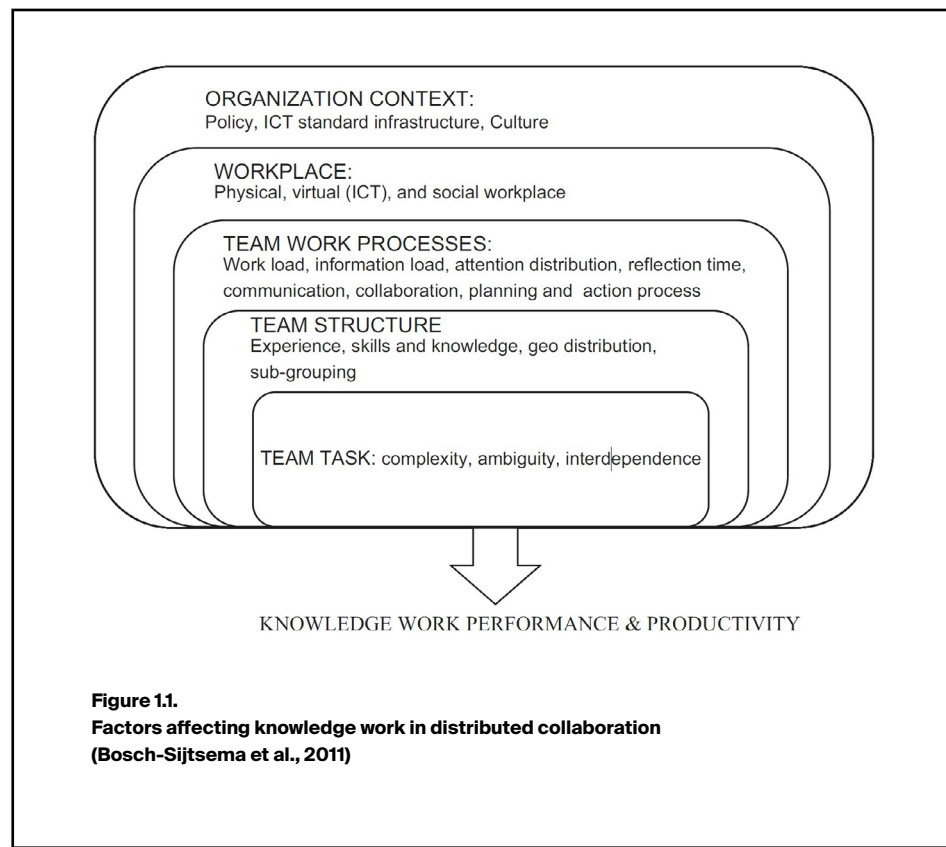 ORGANIZATION CONTEXT:
Policy, ICT standard infrastructure, Culture
WORKPLACE:
Physical, virtual (ICT), and social workplace
TEAM WORK PROCESSES:
Work load, information load, attention distribution, reflection time,
communication, collaboration, planning and action process
TEAM STRUCTURE
Experience, skills and knowledge, geo distribution,
sub-grouping
TEAM TASK: complexity, ambiguity, interdependence
KNOWLEDGE WORK PERFORMANCE & PRODUCTIVITY
Figure 1.1.
Factors affecting knowledge work in distributed collaboration
(Bosch-Sijtsema et al., 2011)